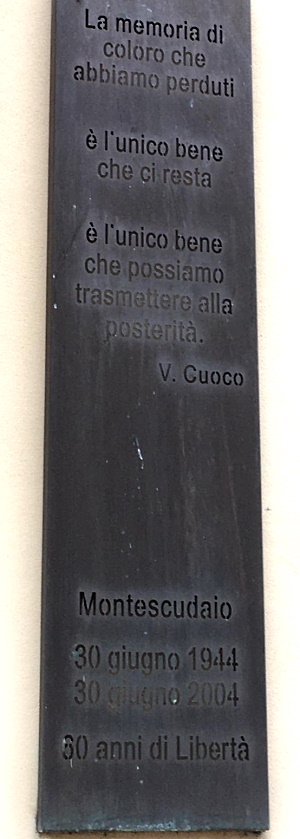 La memoria di
coloro che
abbiamo perduti
è l'unico bene
che ci resta
è l'unico bene
che possiamo
trasmettere alla
posterità.
V. Cuoco
Montescudaio
30 giugno 1944
30 giugno 2004
60 anni di Libertà